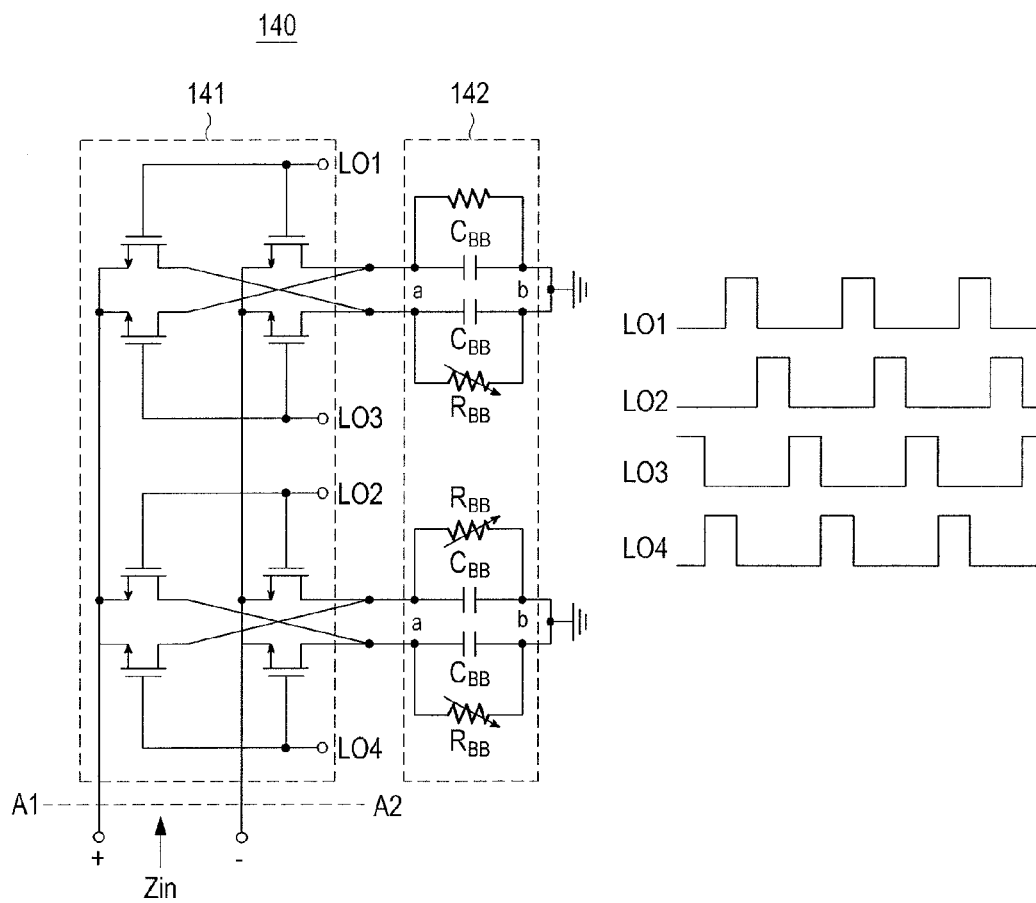 140
141
142
LO1
C_BB
a b
C_BB
R_BB
LO3
LO2
R_BB
C_BB
a b
C_BB
R_BB
LO4
A1 A2
+ -
Zin
LO1
LO2
LO3
LO4